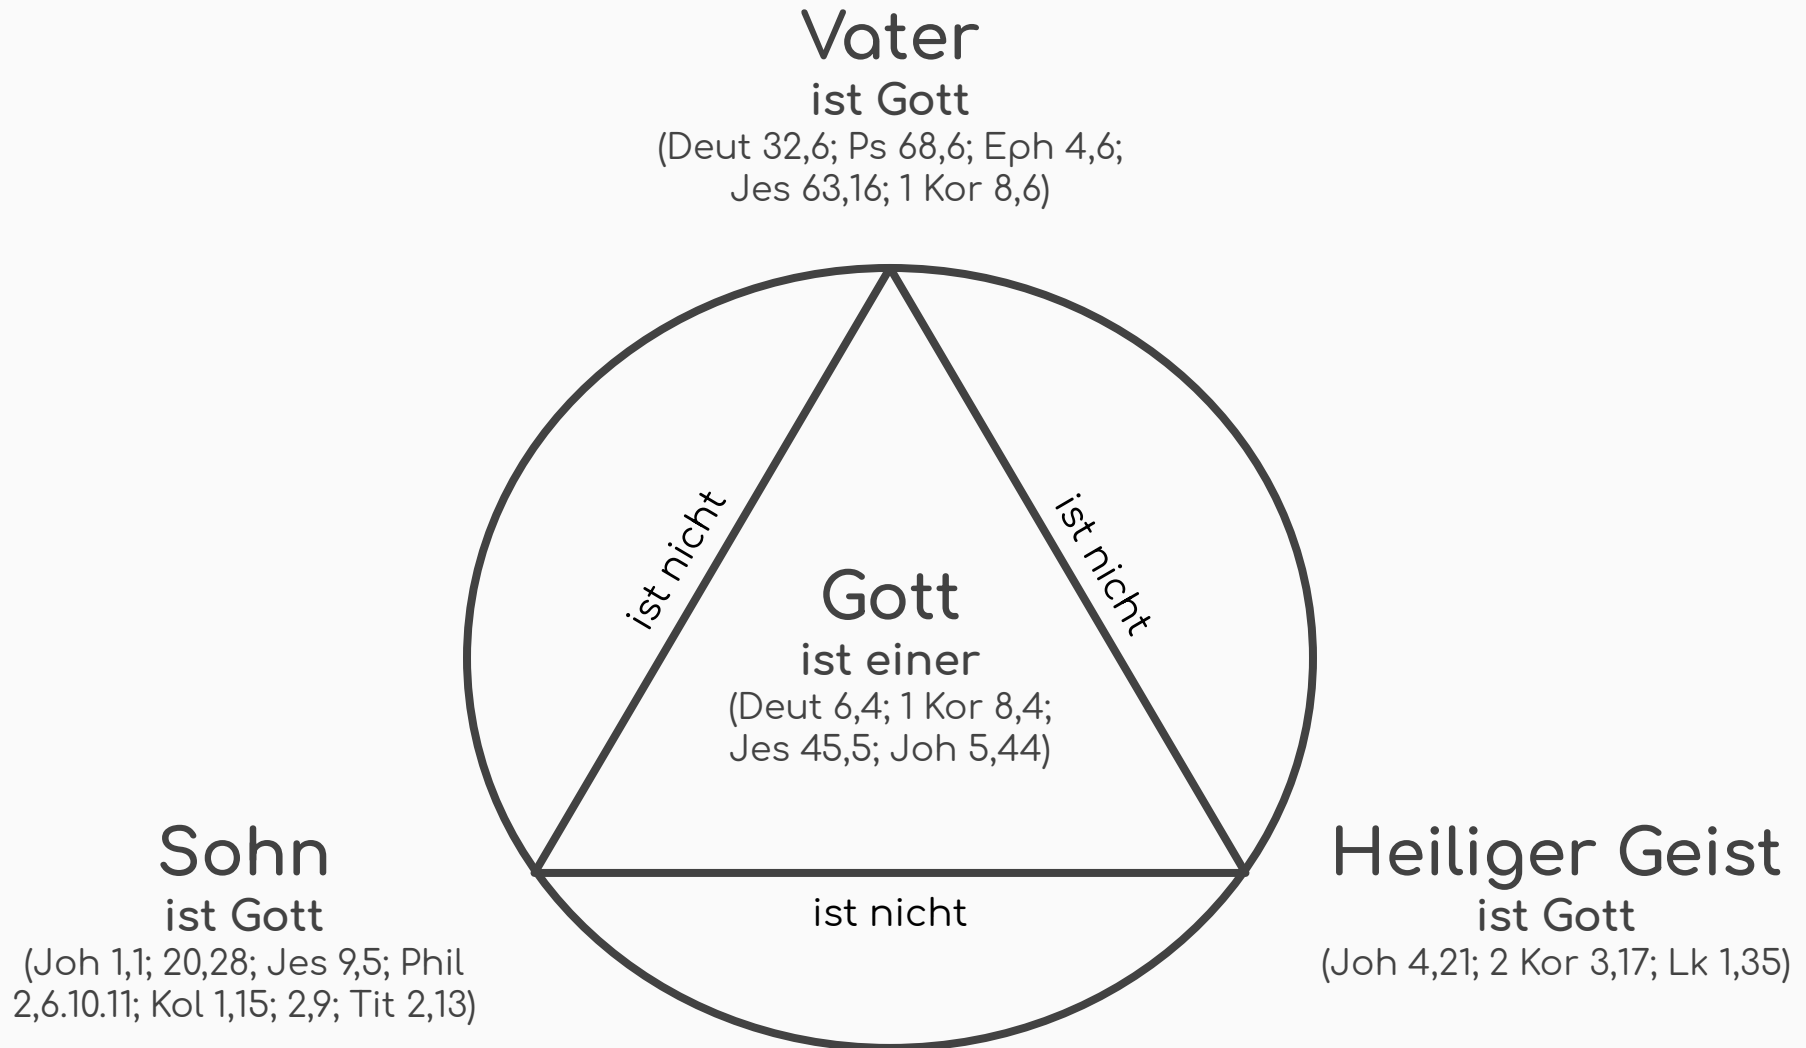 Vater
ist Gott
(Deut 32,6; Ps 68,6; Eph 4,6;
Jes 63,16; 1 Kor 8,6)
ist nicht
ist nicht
Gott
ist einer
(Deut 6,4; 1 Kor 8,4;
Jes 45,5; Joh 5,44)
Sohn
ist Gott
(Joh 1,1; 20,28; Jes 9,5; Phil
2,6.10.11; Kol 1,15; 2,9; Tit 2,13)
ist nicht
Heiliger Geist
ist Gott
(Joh 4,21; 2 Kor 3,17; Lk 1,35)